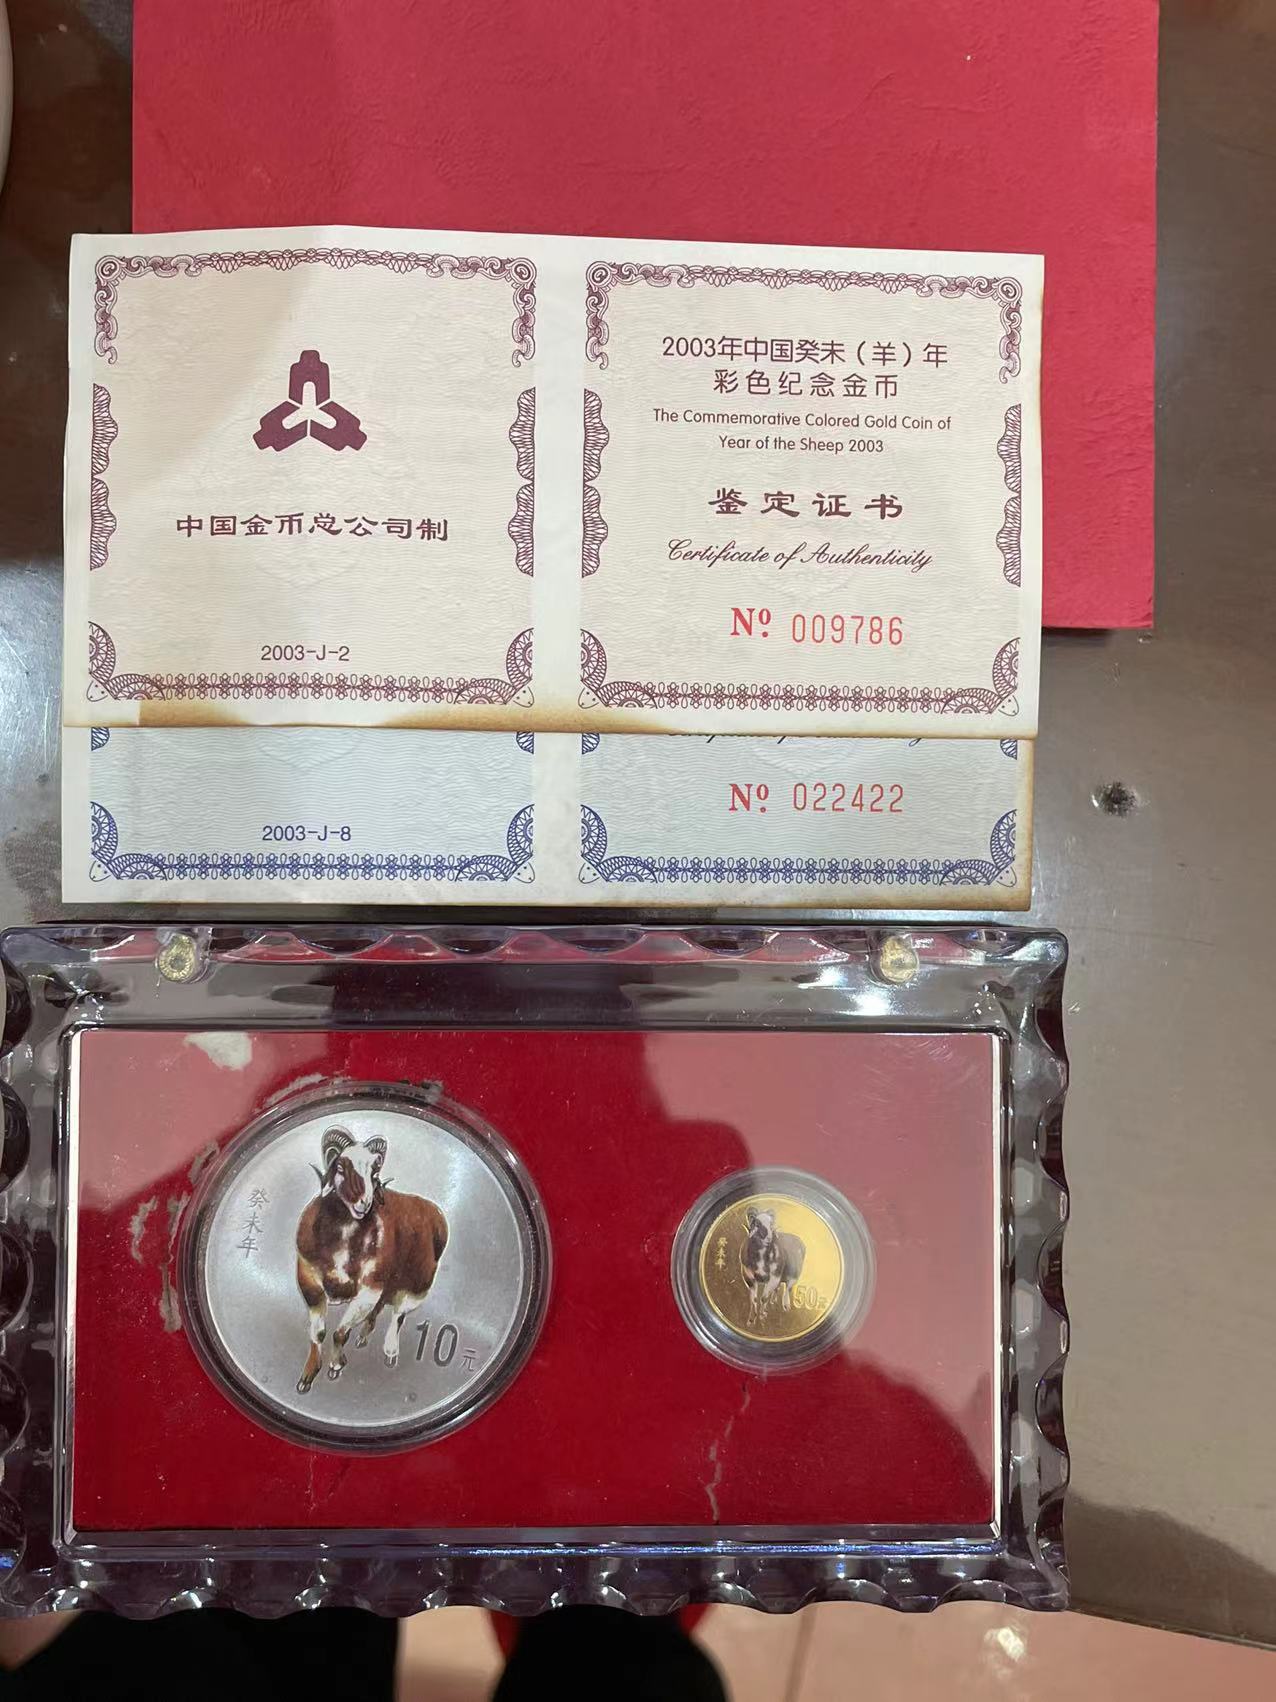 中国金币总公司制
2003-J-2
2003年中国癸未（羊）年
彩色纪念金币
The Commemorative Colored Gold Coin of
Year of the Sheep 2003
鉴定证书
Certificate of Authenticity
Nº 009786
2003-J-8
Nº 022422
癸未年
10元
癸未年
50元